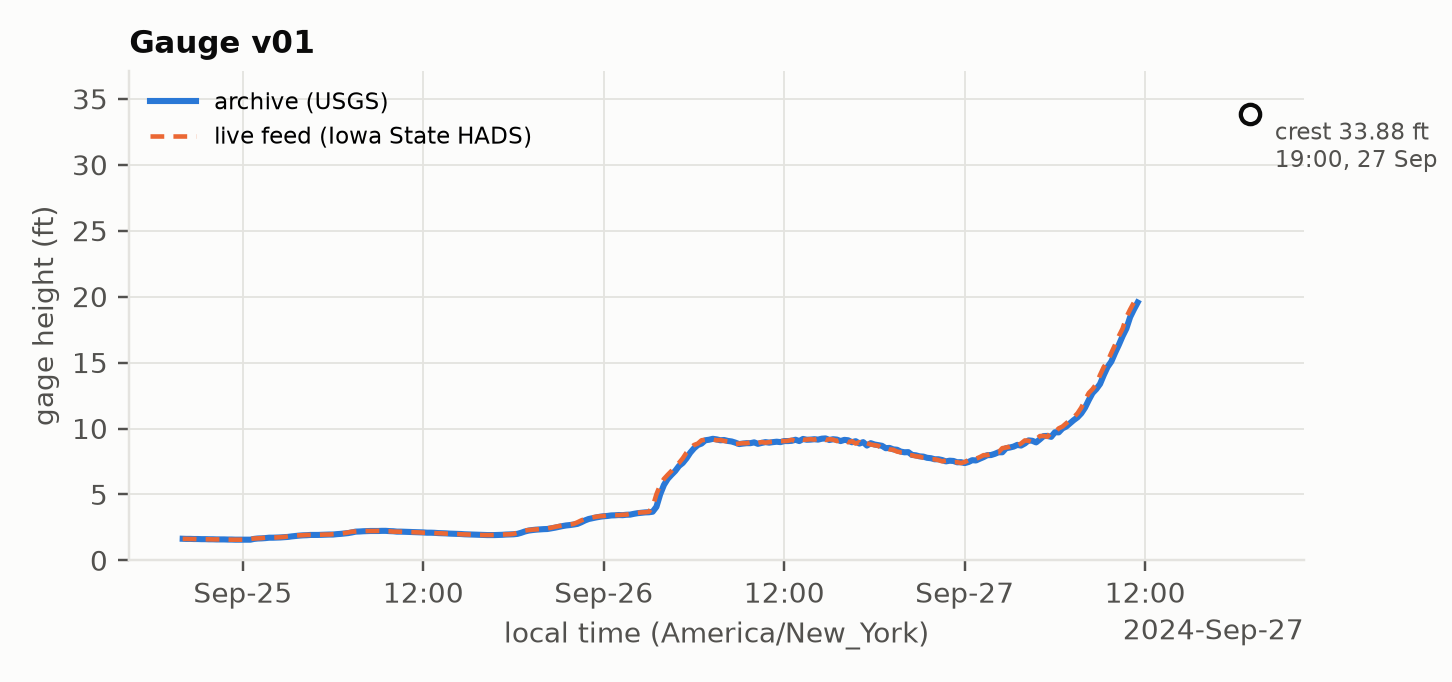 Gauge v01
archive (USGS)
live feed (Iowa State HADS)
crest 33.88 ft
19:00, 27 Sep
gage height (ft)
35
30
25
20
15
10
5
0
Sep-25 12:00 Sep-26 12:00 Sep-27 12:00
local time (America/New_York)
2024-Sep-27